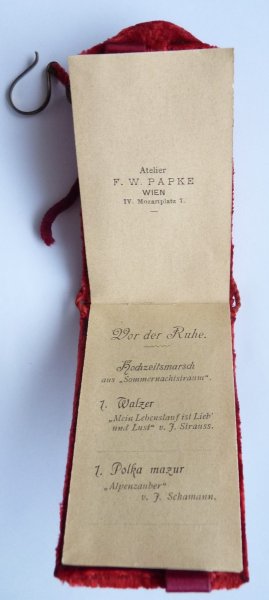 Atelier
F. W. PAPKE
WIEN
IV. Mozartplatz 1.
Vor der Ruhe.
Hochzeitsmarsch
aus „Sommernachtstraum“.
1. Walzer
„Mein Lebenslauf ist Lieb'
und Lust“ v. J. Strauss.
1. Polka mazur
„Alpenzauber“
v. J. Schamann.